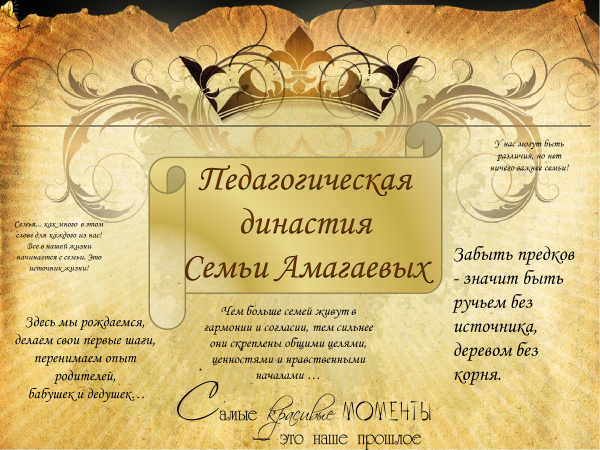 У нас могут быть
различия, но нет
ничего важнее семьи!
Педагогическая
династия
Семьи Амагаевых
Семья... как много в этом
слове для каждого из нас!
Все в нашей жизни
начинается с семьи. Это
источник жизни!
Забыть предков
- значит быть
ручьем без
источника,
деревом без
корня.
Здесь мы рождаемся,
делаем свои первые шаги,
перенимаем опыт
родителей,
бабушек и дедушек…
Чем больше семей живут в
гармонии и согласии, тем сильнее
они скреплены общими целями,
ценностями и нравственными
началами …
Самые красивые моменты
— это наше прошлое